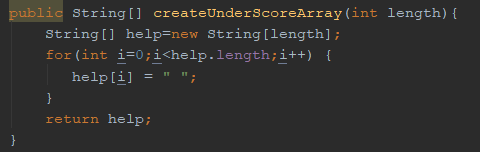 public String[] createUnderScoreArray(int length){
String[] help=new String[length];
for(int i=0;i<help.length;i++) {
help[i] = " ";
}
return help;
}